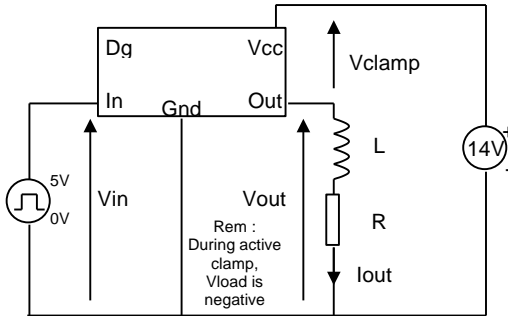 Dg
Vcc
Vclamp
In
Gnd
Out
14V
+
-
L
5V
0V
Vin
Vout
R
Rem :
During active
clamp,
Vload is
negative
Iout